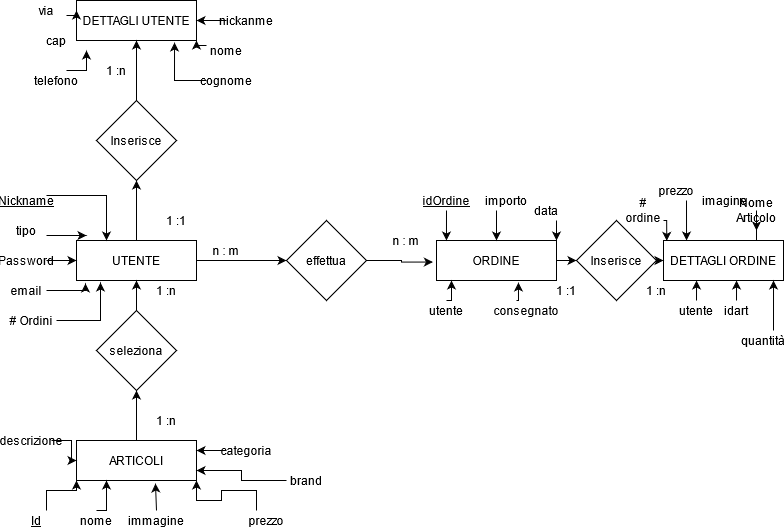 via
DETTAGLI UTENTE
nickanme
cap
nome
telefono
1 :n
cognome
Inserisce
Nickname
1 :1
tipo
Password
UTENTE
n : m
effettua
n : m
email
1 :n
# Ordini
seleziona
1 :n
descrizione
ARTICOLI
categoria
brand
Id
nome
immagine
prezzo
idOrdine
importo
data
ORDINE
1 :1
utente
consegnato
Inserisce
1 :n
#
ordine
prezzo
imagine
Nome
Articolo
DETTAGLI ORDINE
utente
idart
quantità